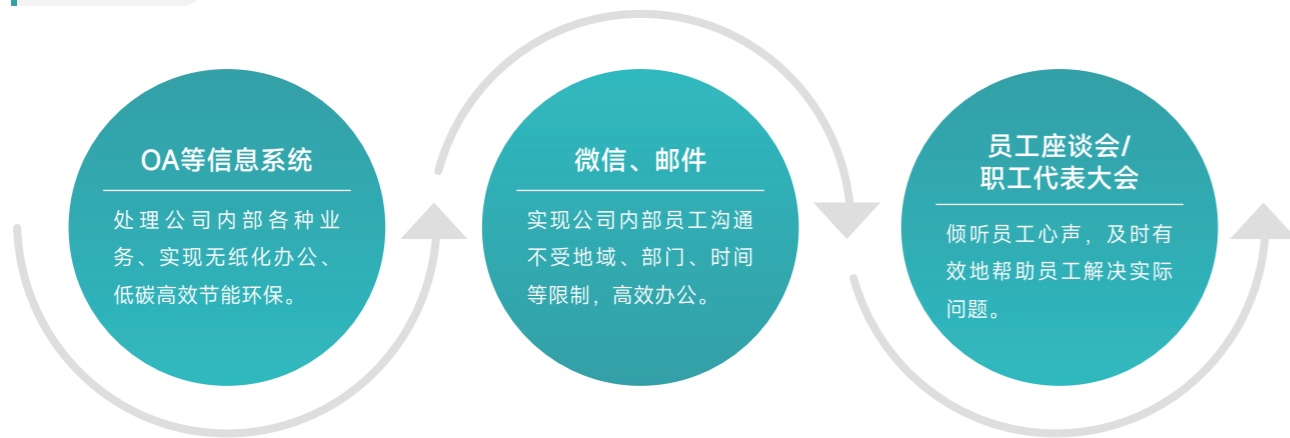 OA等信息系统
处理公司内部各种业
务、实现无纸化办公、
低碳高效节能环保。
微信、邮件
实现公司内部员工沟通
不受地域、部门、时间
等限制，高效办公。
员工座谈会/
职工代表大会
倾听员工心声，及时有
效地帮助员工解决实际
问题。